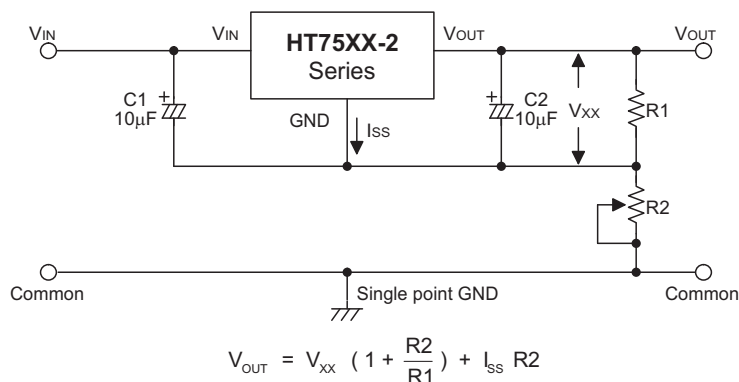 VIN VIN HT75XX-2 VOUT VOUT
Series
C1 + 10µF
GND ISS
C2 + 10µF
VXX
R1
R2
Common Single point GND Common
VOUT = VXX ( 1 + R2/R1 ) + ISS R2